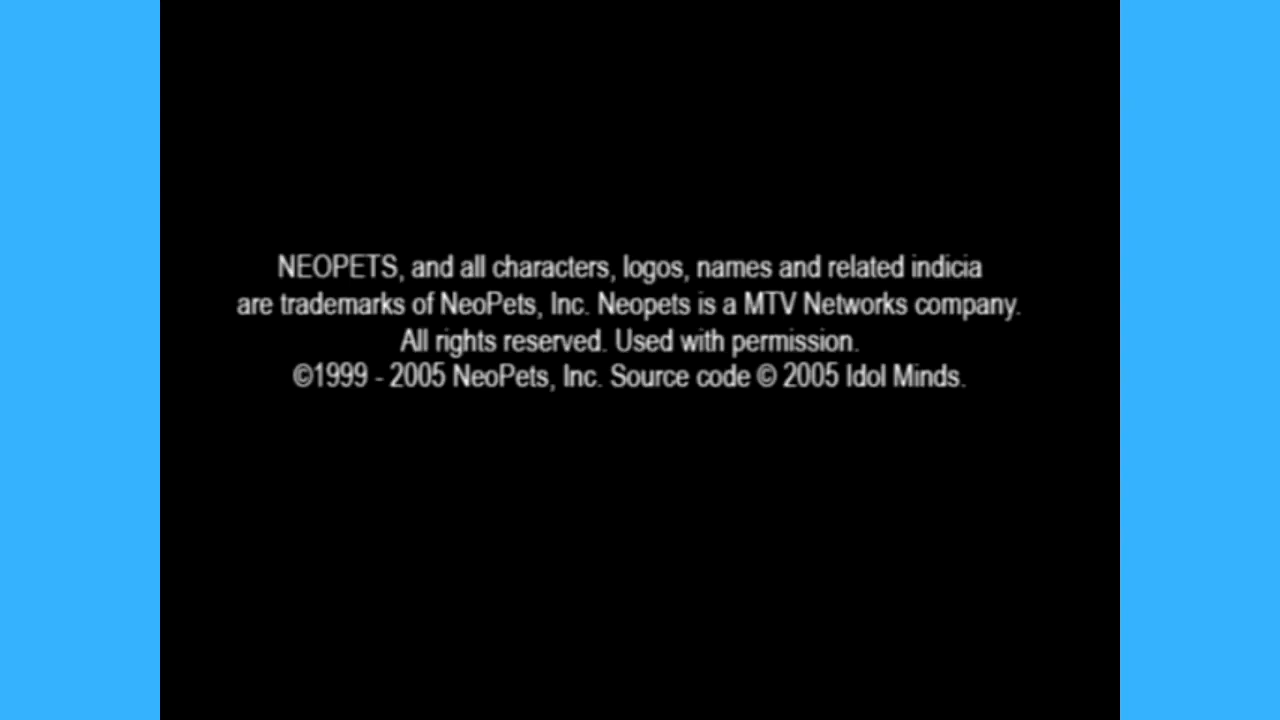 NEOPETS, and all characters, logos, names and related indicia
are trademarks of NeoPets, Inc. Neopets is a MTV Networks company.
All rights reserved. Used with permission.
©1999 - 2005 NeoPets, Inc. Source code © 2005 Idol Minds.